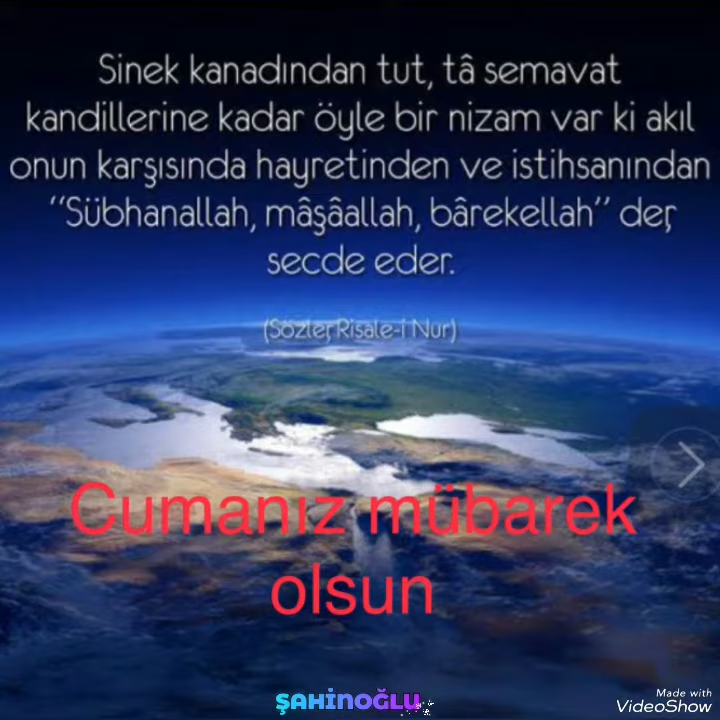 Sinek kanadından tut, tâ semavat
kandillerine kadar öyle bir nizam var ki akıl
onun karşısında hayretinden ve istihsanından
“Sübhanallah, mâşâallah, bârekellah” der,
secde eder.
(Sözler, Risale-i Nur)
Cumanız mübarek
olsun
ŞAHİNOĞLU
Made with
VideoShow